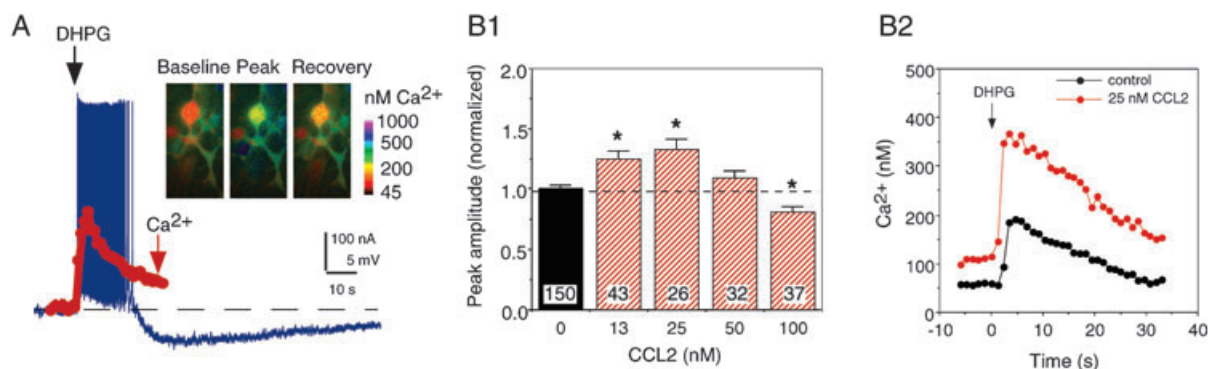 A
DHPG
Baseline Peak Recovery
nM Ca2+
1000
500
200
45
Ca2+
100 nA
5 mV
10 s
B1
Peak amplitude (normalized)
2.0
1.5
1.0
0.5
0.0
* * *
150 43 26 32 37
0 13 25 50 100
CCL2 (nM)
B2
Ca2+ (nM)
500
400
300
200
100
0
control
25 nM CCL2
DHPG
-10 0 10 20 30 40
Time (s)